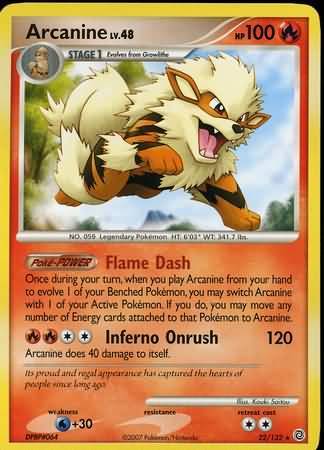 Arcanine LV.48 HP 100
STAGE 1 Evolves from Growlithe
NO. 059 Legendary Pokémon. HT: 6'03" WT: 341.7 lbs.
Poké-POWER Flame Dash
Once during your turn, when you play Arcanine from your hand
to evolve 1 of your Benched Pokémon, you may switch Arcanine
with 1 of your Active Pokémon. If you do, you may move any
number of Energy cards attached to that Pokémon to Arcanine.
Inferno Onrush 120
Arcanine does 40 damage to itself.
Its proud and regal appearance has captured the hearts of
people since long ago.
Illus. Kouki Saitou
weakness resistance retreat cost
+30
DPBP#064 ©2007 Pokémon/Nintendo 22/132 ★